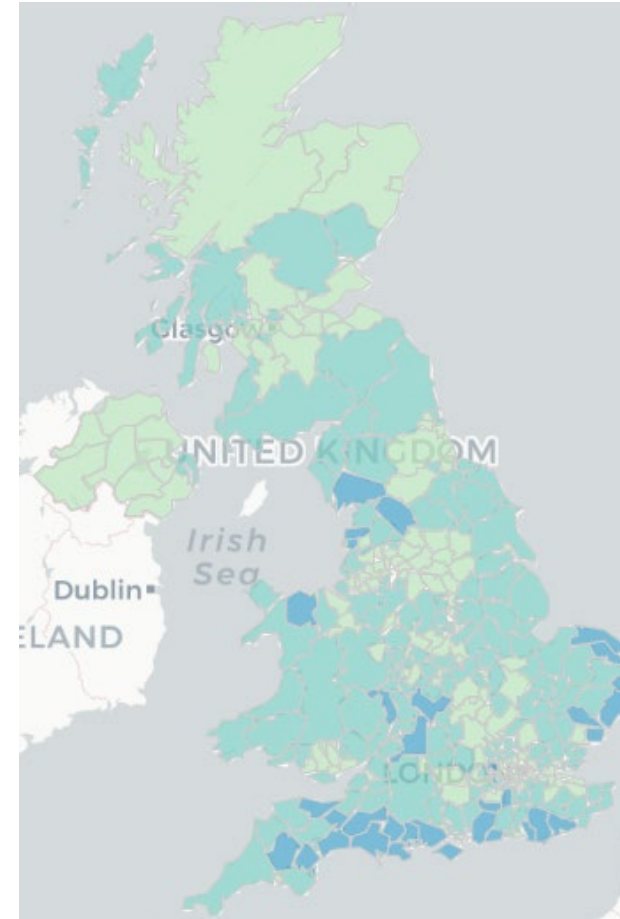 Glasgow
UNITED KINGDOM
Irish
Sea
Dublin
ELAND
LONDON